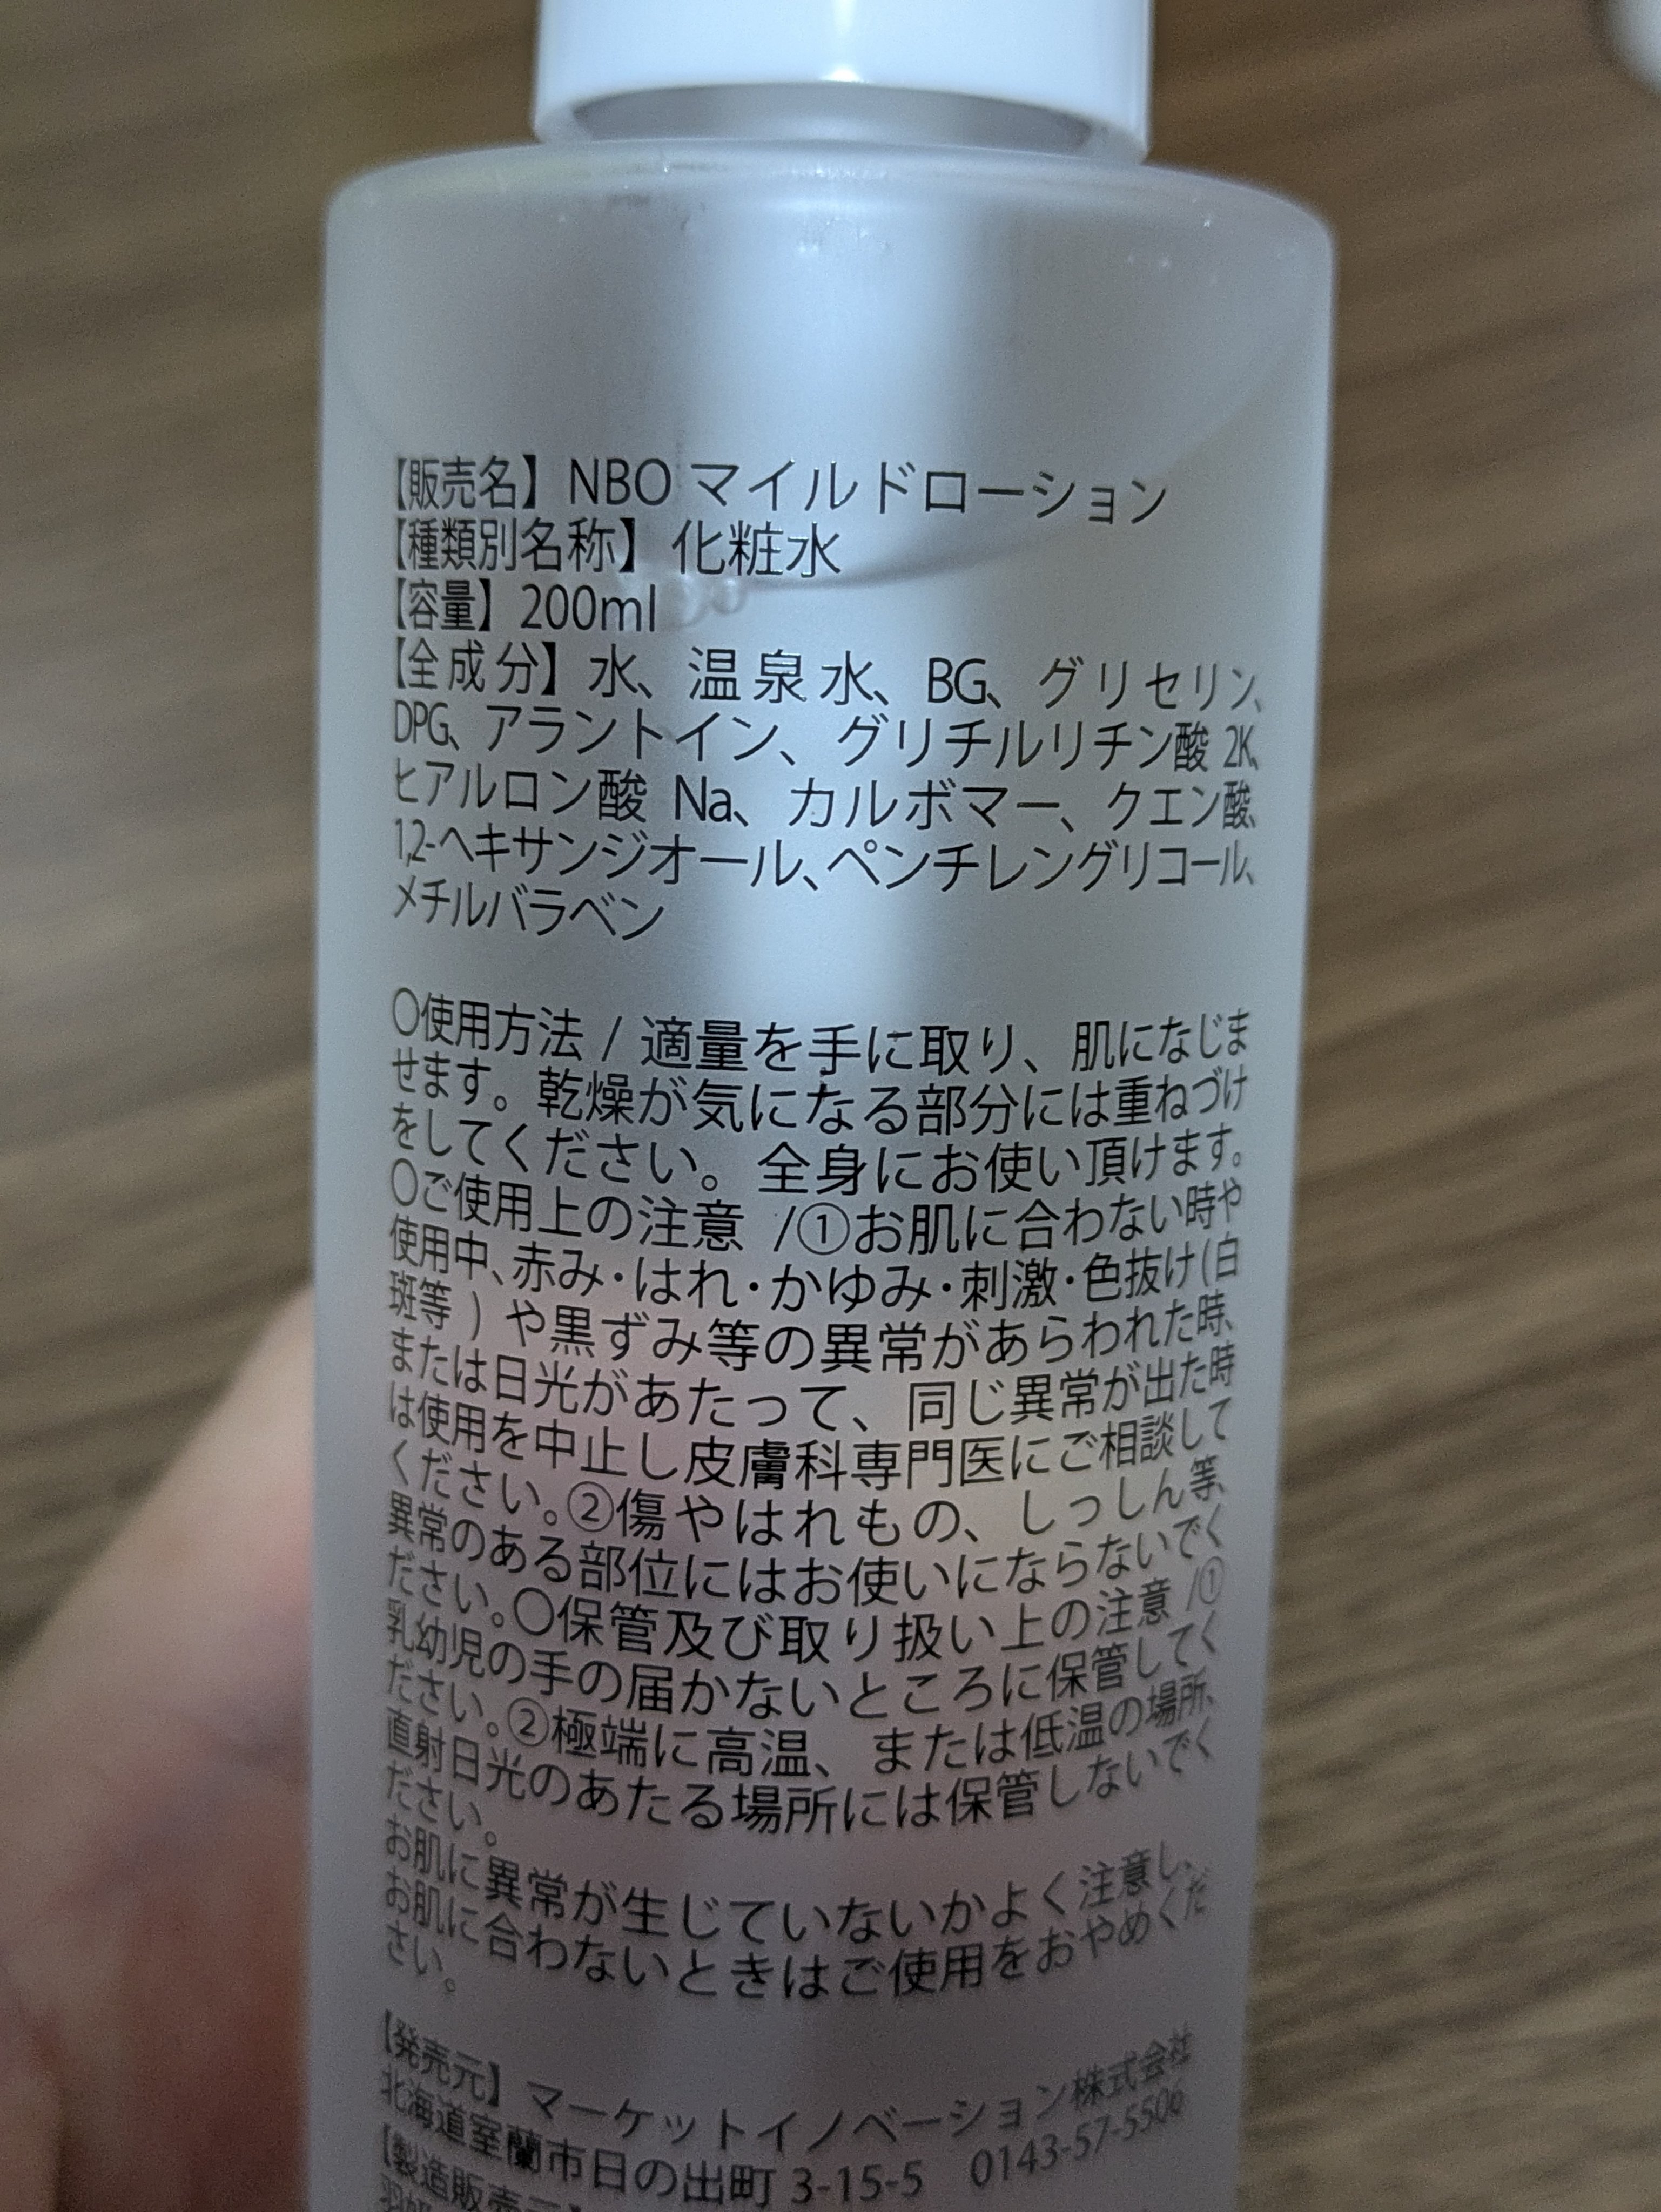 【販売名】 NBO マイルドローション
【種類別名称】 化粧水
【容量】 200ml
【全成分】 水、温泉水、BG、グリセリン、
DPG、アラントイン、グリチルリチン酸 2K、
ヒアルロン酸 Na、カルボマー、クエン酸、
1,2-ヘキサンジオール、ペンチレングリコール、
メチルバラベン
〇使用方法 / 適量を手に取り、肌になじま
せます。乾燥が気になる部分には重ねづけ
をしてください。全身にお使い頂けます。
〇ご使用上の注意 /①お肌に合わない時や
使用中、赤み・はれ・かゆみ・刺激・色抜け(白
斑等 ) や黒ずみ等の異常があらわれた時、
または日光があたって、同じ異常が出た時
は使用を中止し皮膚科専門医にご相談して
ください。②傷やはれもの、しっしん等、
異常のある部位にはお使いにならないでく
ださい。〇保管及び取り扱い上の注意 /①
乳幼児の手の届かないところに保管してく
ださい。②極端に高温、または低温の場所、
直射日光のあたる場所には保管しないでく
ださい。
お肌に異常が生じていないかよく注意し、
お肌に合わないときはご使用をおやめくだ
さい。
【発売元】 マーケットイノベーション株式会社
北海道室蘭市日の出町 3-15-5 0143-57-5506
【製造販売元】